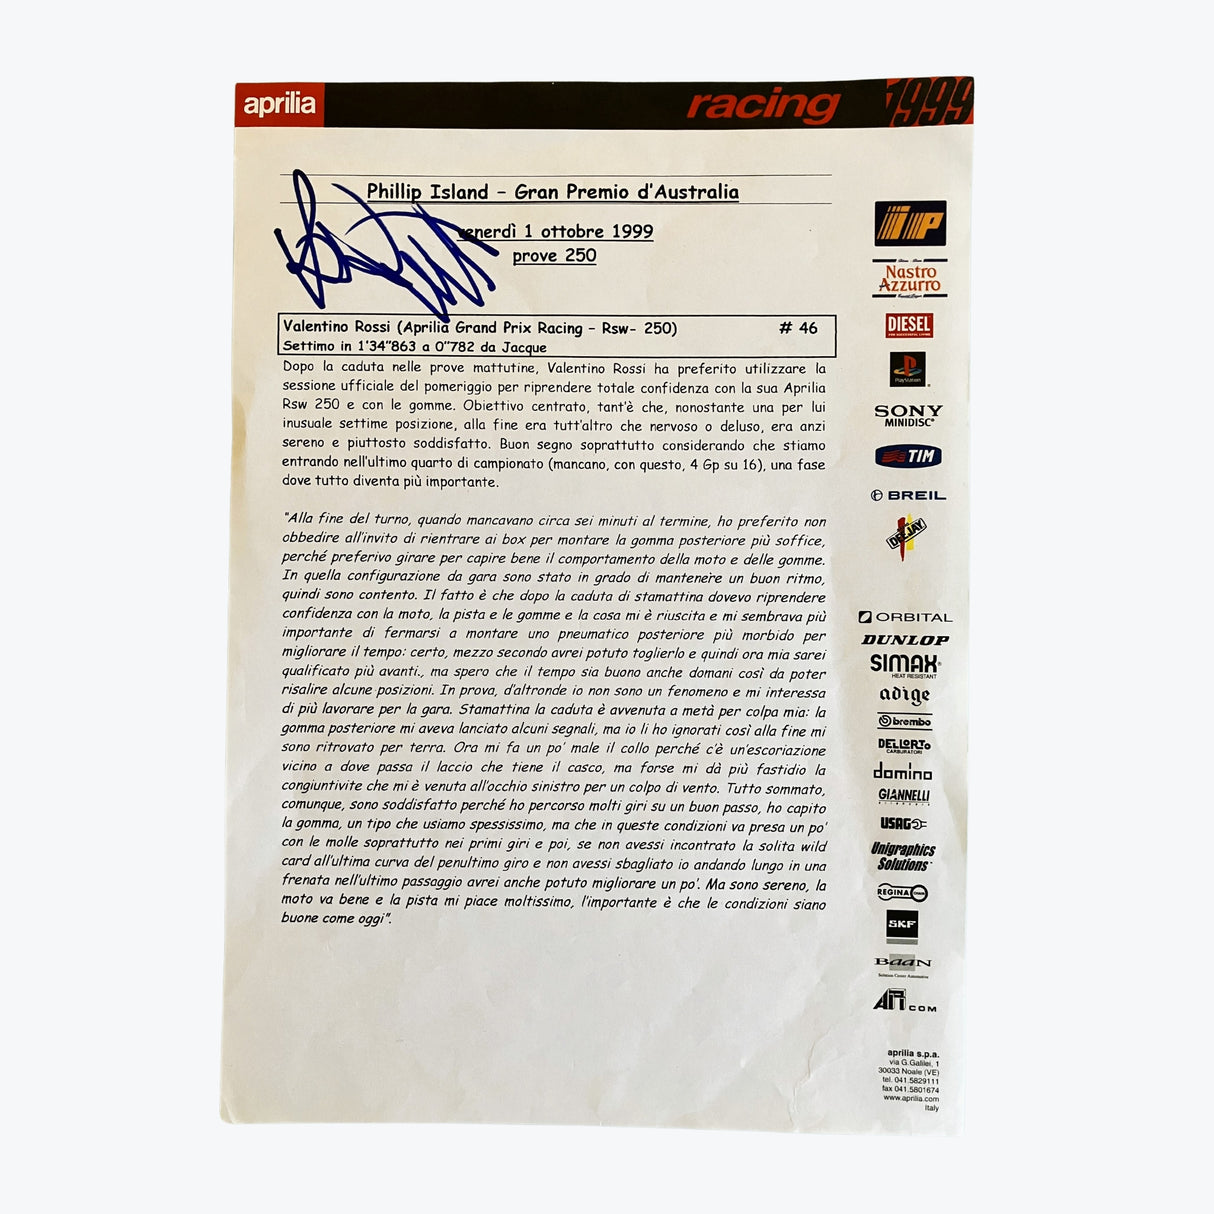 aprilia
racing 1999
Phillip Island – Gran Premio d'Australia
venerdì 1 ottobre 1999
prove 250
Valentino Rossi (Aprilia Grand Prix Racing – Rsw- 250) # 46
Settimo in 1'34"863 a 0"782 da Jacque
Dopo la caduta nelle prove mattutine, Valentino Rossi ha preferito utilizzare la
sessione ufficiale del pomeriggio per riprendere totale confidenza con la sua Aprilia
Rsw 250 e con le gomme. Obiettivo centrato, tant'è che, nonostante una per lui
inusuale settime posizione, alla fine era tutt'altro che nervoso o deluso, era anzi
sereno e piuttosto soddisfatto. Buon segno soprattutto considerando che stiamo
entrando nell'ultimo quarto di campionato (mancano, con questo, 4 Gp su 16), una fase
dove tutto diventa più importante.
"Alla fine del turno, quando mancavano circa sei minuti al termine, ho preferito non
obbedire all'invito di rientrare ai box per montare la gomma posteriore più soffice,
perché preferivo girare per capire bene il comportamento della moto e delle gomme.
In quella configurazione da gara sono stato in grado di mantenere un buon ritmo,
quindi sono contento. Il fatto è che dopo la caduta di stamattina dovevo riprendere
confidenza con la moto, la pista e le gomme e la cosa mi è riuscita e mi sembrava più
importante di fermarsi a montare uno pneumatico posteriore più morbido per
migliorare il tempo: certo, mezzo secondo avrei potuto toglierlo e quindi ora mia sarei
qualificato più avanti., ma spero che il tempo sia buono anche domani così da poter
risalire alcune posizioni. In prova, d'altronde io non sono un fenomeno e mi interessa
di più lavorare per la gara. Stamattina la caduta è avvenuta a metà per colpa mia: la
gomma posteriore mi aveva lanciato alcuni segnali, ma io li ho ignorati così alla fine mi
sono ritrovato per terra. Ora mi fa un po' male il collo perché c'è un'escoriazione
vicino a dove passa il laccio che tiene il casco, ma forse mi dà più fastidio la
congiuntivite che mi è venuta all'occhio sinistro per un colpo di vento. Tutto sommato,
comunque, sono soddisfatto perché ho percorso molti giri su un buon passo, ho capito
la gomma, un tipo che usiamo spessissimo, ma che in queste condizioni va presa un po'
con le molle soprattutto nei primi giri e poi, se non avessi incontrato la solita wild
card all'ultima curva del penultimo giro e non avessi sbagliato io andando lungo in una
frenata nell'ultimo passaggio avrei anche potuto migliorare un po'. Ma sono sereno, la
moto va bene e la pista mi piace moltissimo, l'importante è che le condizioni siano
buone come oggi".
iP
Nastro
Azzurro
DIESEL
FOR SUCCESSFUL LIVING
PlayStation
SONY
MINIDISC
TIM
BREIL
DEEJAY
ORBITAL
DUNLOP
SIMAX
HEAT RESISTANT
adige
brembo
DELL'ORTO
CARBURATORI
domino
GIANNELLI
USAG
Unigraphics
Solutions
REGINA
SKF
BaaN
APR COM
aprilia s.p.a.
via G.Galilei, 1
30033 Noale (VE)
tel. 041.5829111
fax 041.5801674
www.aprilia.com
Italy